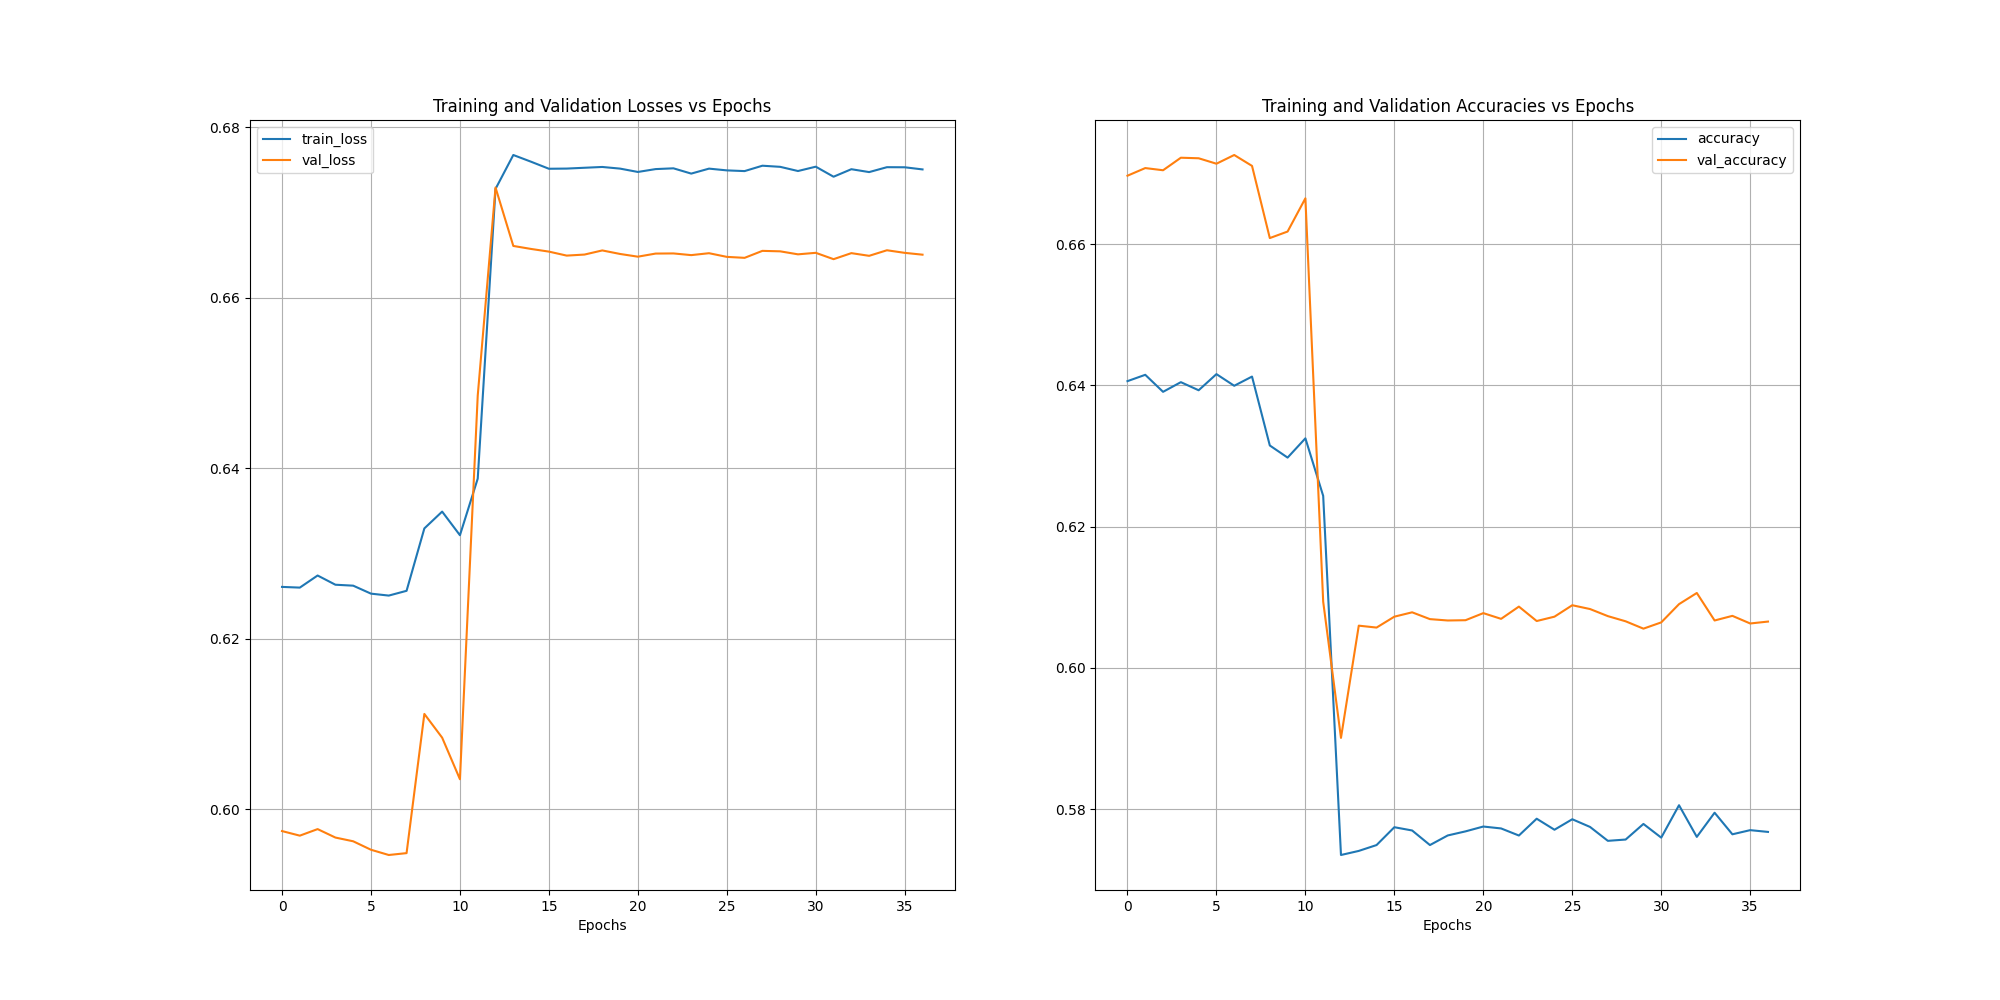 Training and Validation Losses vs Epochs
train_loss
val_loss
0.68
0.66
0.64
0.62
0.60
0 5 10 15 20 25 30 35
Epochs
Training and Validation Accuracies vs Epochs
accuracy
val_accuracy
0.66
0.64
0.62
0.60
0.58
0 5 10 15 20 25 30 35
Epochs